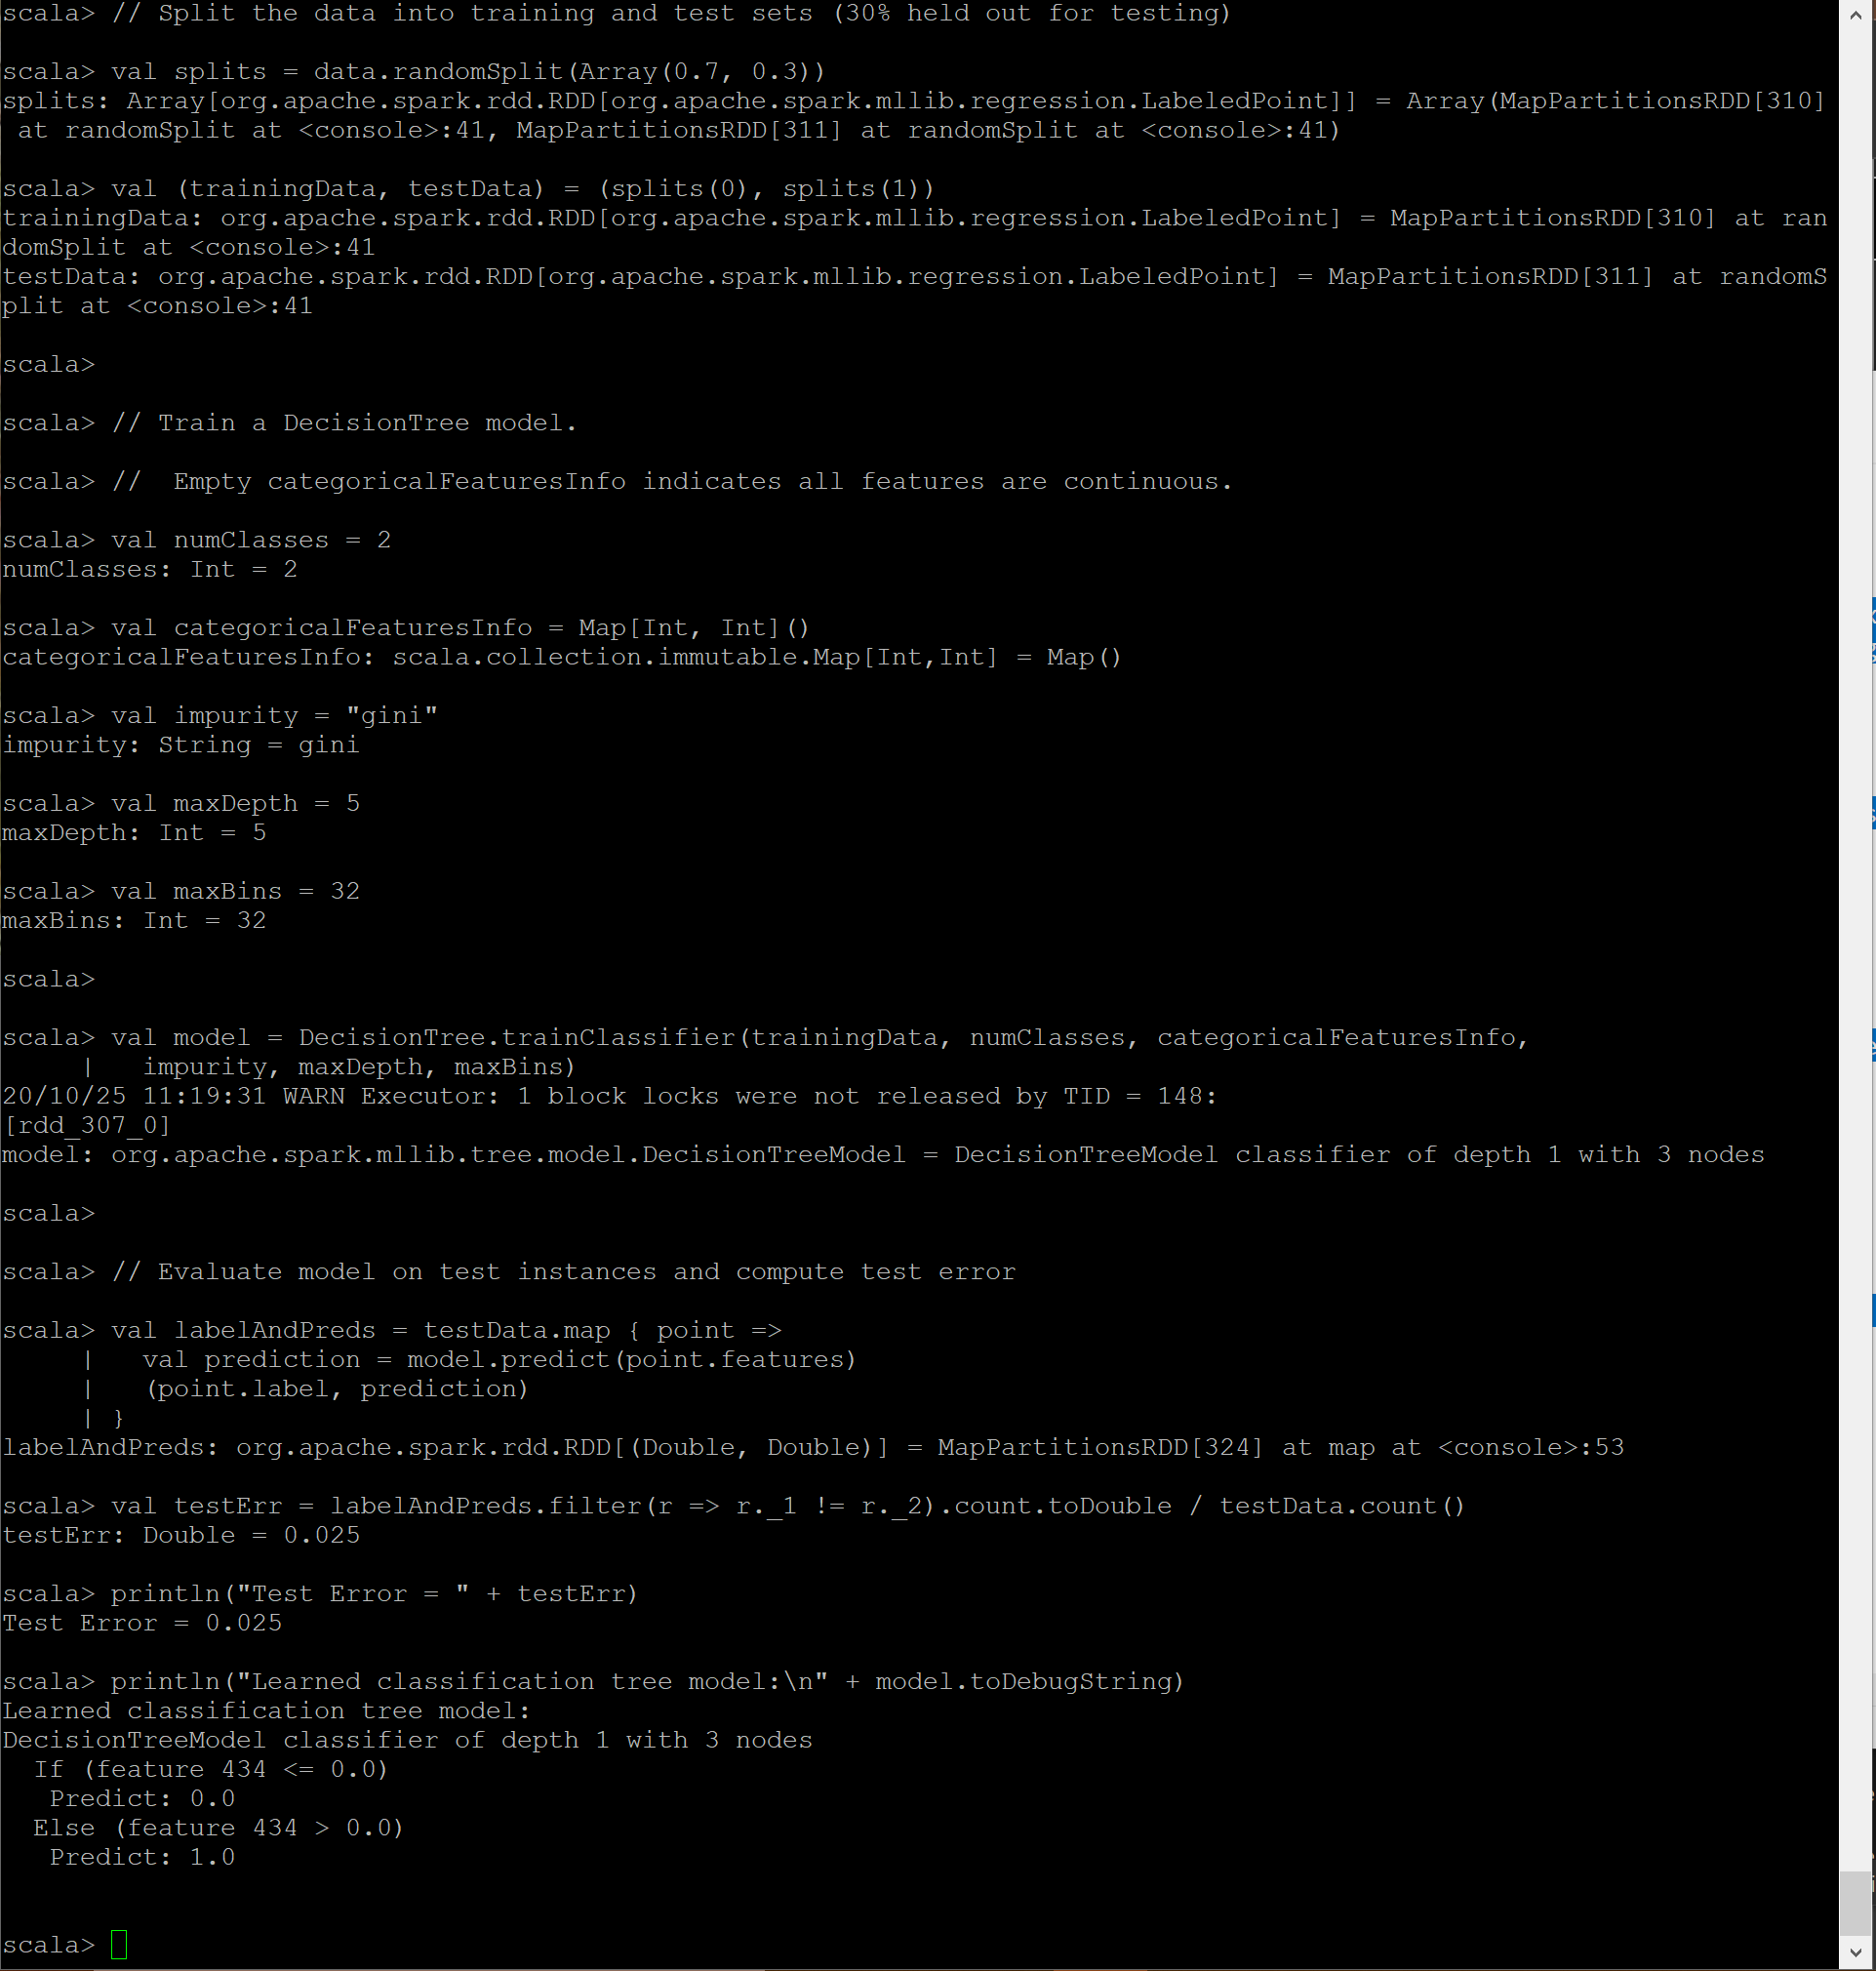 scala> // Split the data into training and test sets (30% held out for testing)
scala> val splits = data.randomSplit(Array(0.7, 0.3))
splits: Array[org.apache.spark.rdd.RDD[org.apache.spark.mllib.regression.LabeledPoint]] = Array(MapPartitionsRDD[310]
 at randomSplit at <console>:41, MapPartitionsRDD[311] at randomSplit at <console>:41)
scala> val (trainingData, testData) = (splits(0), splits(1))
trainingData: org.apache.spark.rdd.RDD[org.apache.spark.mllib.regression.LabeledPoint] = MapPartitionsRDD[310] at ran
domSplit at <console>:41
testData: org.apache.spark.rdd.RDD[org.apache.spark.mllib.regression.LabeledPoint] = MapPartitionsRDD[311] at randomS
plit at <console>:41
scala>
scala> // Train a DecisionTree model.
scala> //  Empty categoricalFeaturesInfo indicates all features are continuous.
scala> val numClasses = 2
numClasses: Int = 2
scala> val categoricalFeaturesInfo = Map[Int, Int]()
categoricalFeaturesInfo: scala.collection.immutable.Map[Int,Int] = Map()
scala> val impurity = "gini"
impurity: String = gini
scala> val maxDepth = 5
maxDepth: Int = 5
scala> val maxBins = 32
maxBins: Int = 32
scala>
scala> val model = DecisionTree.trainClassifier(trainingData, numClasses, categoricalFeaturesInfo,
     |   impurity, maxDepth, maxBins)
20/10/25 11:19:31 WARN Executor: 1 block locks were not released by TID = 148:
[rdd_307_0]
model: org.apache.spark.mllib.tree.model.DecisionTreeModel = DecisionTreeModel classifier of depth 1 with 3 nodes
scala>
scala> // Evaluate model on test instances and compute test error
scala> val labelAndPreds = testData.map { point =>
     |   val prediction = model.predict(point.features)
     |   (point.label, prediction)
     | }
labelAndPreds: org.apache.spark.rdd.RDD[(Double, Double)] = MapPartitionsRDD[324] at map at <console>:53
scala> val testErr = labelAndPreds.filter(r => r._1 != r._2).count.toDouble / testData.count()
testErr: Double = 0.025
scala> println("Test Error = " + testErr)
Test Error = 0.025
scala> println("Learned classification tree model:\n" + model.toDebugString)
Learned classification tree model:
DecisionTreeModel classifier of depth 1 with 3 nodes
  If (feature 434 <= 0.0)
   Predict: 0.0
  Else (feature 434 > 0.0)
   Predict: 1.0
scala>